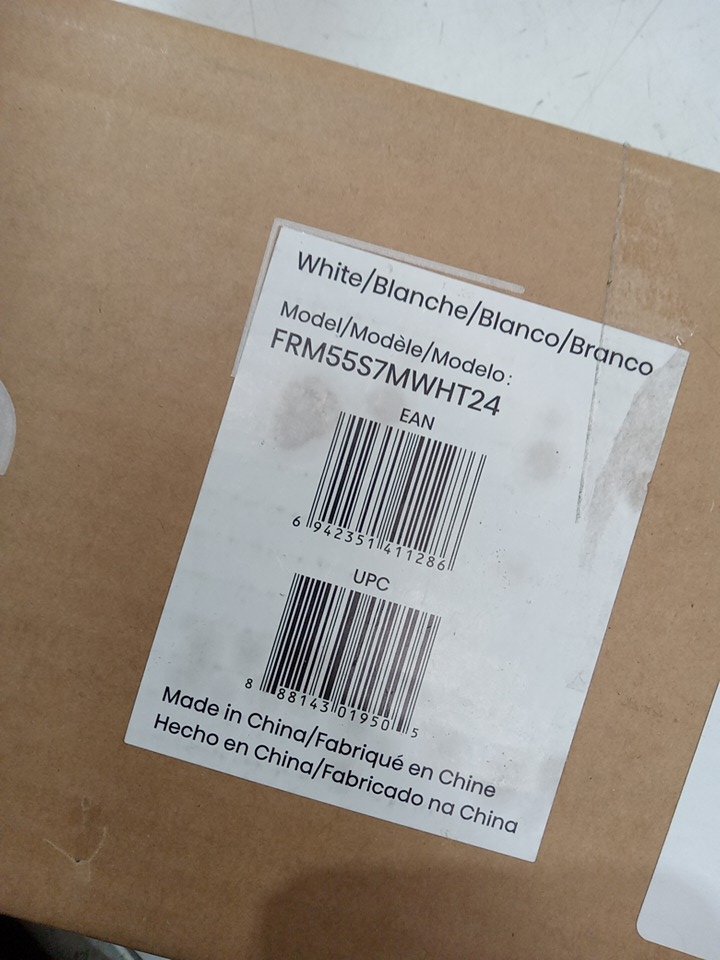 White/Blanche/Blanco/Branco
Model/Modèle/Modelo:
FRM55S7MWHT24
EAN
6 942351 411286
UPC
8 88143 01950 5
Made in China/Fabriqué en Chine
Hecho en China/Fabricado na China